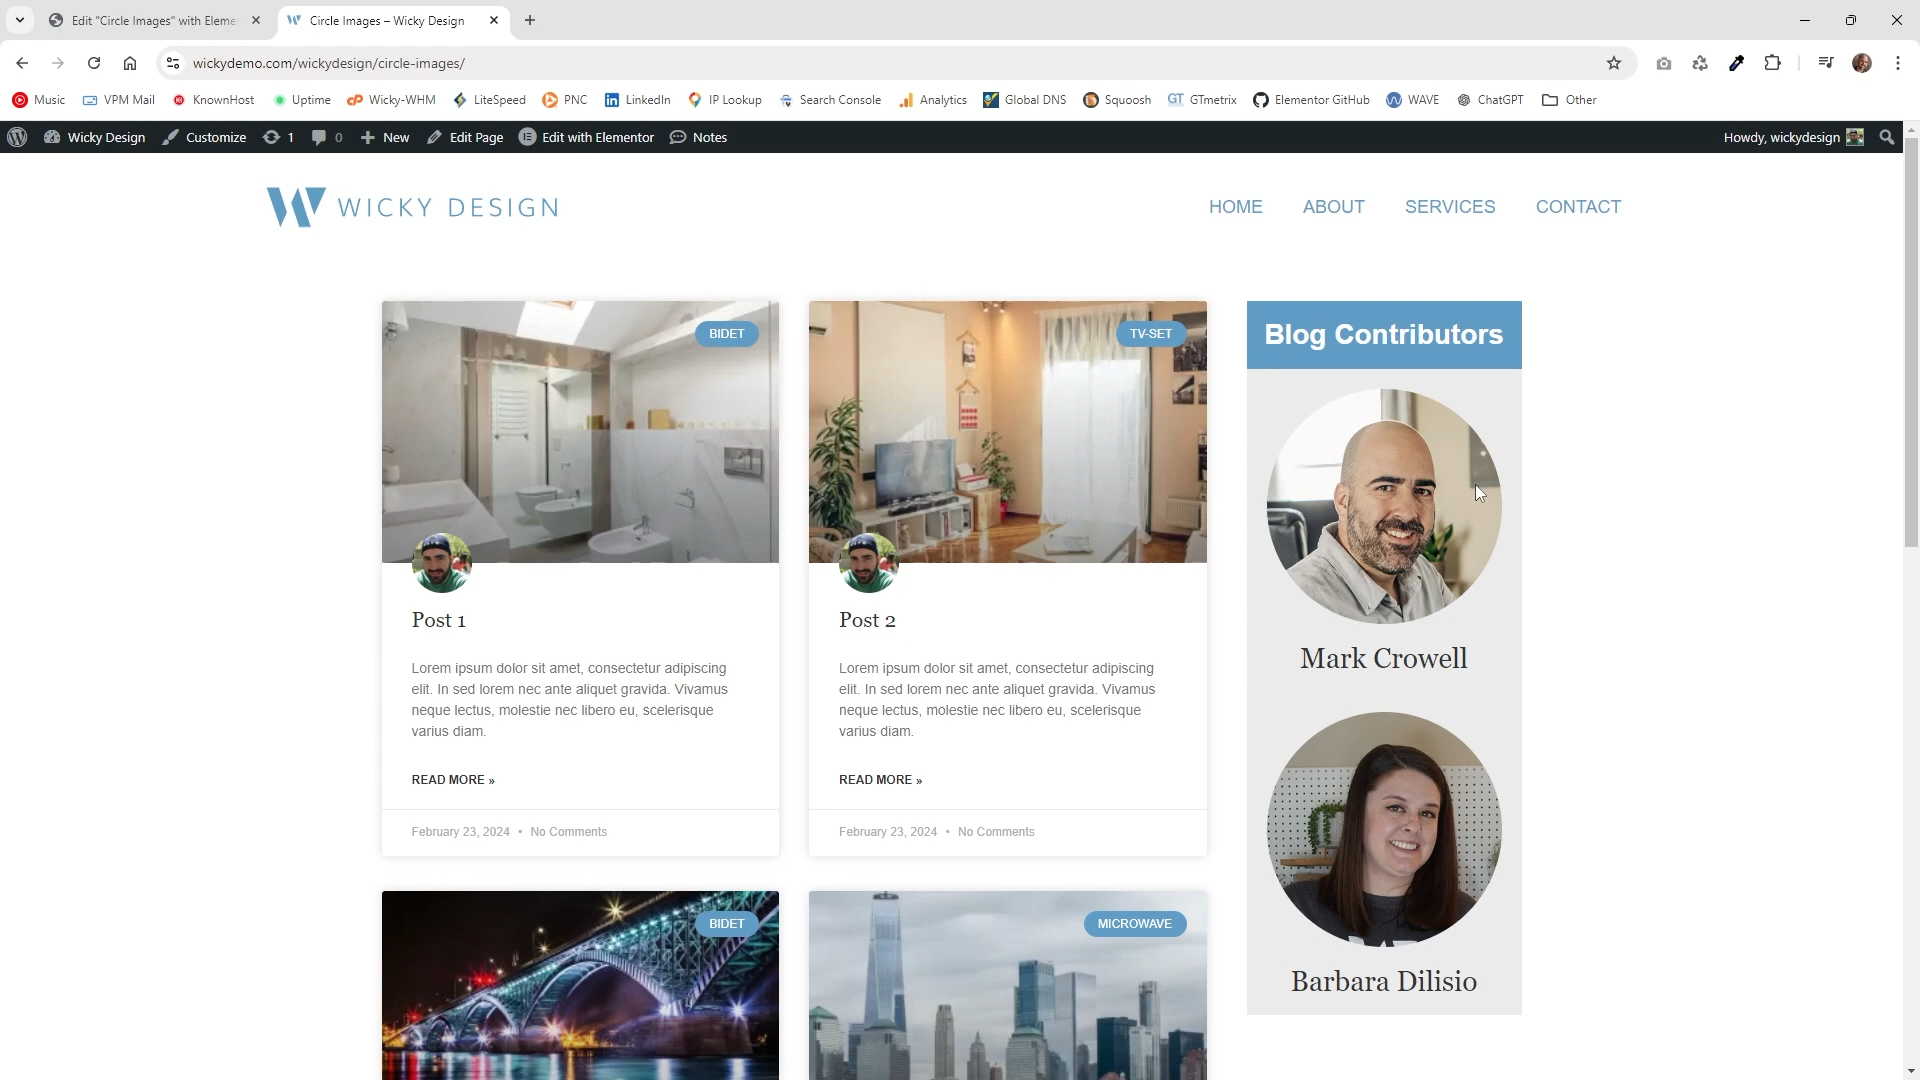 Edit "Circle Images" with Eleme
Circle Images – Wicky Design
wickydemo.com/wickydesign/circle-images/
Music
VPM Mail
KnownHost
Uptime
Wicky-WHM
LiteSpeed
PNC
LinkedIn
IP Lookup
Search Console
Analytics
Global DNS
Squoosh
GTmetrix
Elementor GitHub
WAVE
ChatGPT
Other
Wicky Design
Customize
1
0
New
Edit Page
Edit with Elementor
Notes
Howdy, wickydesign
WICKY DESIGN
HOME
ABOUT
SERVICES
CONTACT
BIDET
Post 1
Lorem ipsum dolor sit amet, consectetur adipiscing
elit. In sed lorem nec ante aliquet gravida. Vivamus
neque lectus, molestie nec libero eu, scelerisque
varius diam.
READ MORE »
February 23, 2024 • No Comments
TV-SET
Post 2
Lorem ipsum dolor sit amet, consectetur adipiscing
elit. In sed lorem nec ante aliquet gravida. Vivamus
neque lectus, molestie nec libero eu, scelerisque
varius diam.
READ MORE »
February 23, 2024 • No Comments
BIDET
MICROWAVE
Blog Contributors
Mark Crowell
Barbara Dilisio